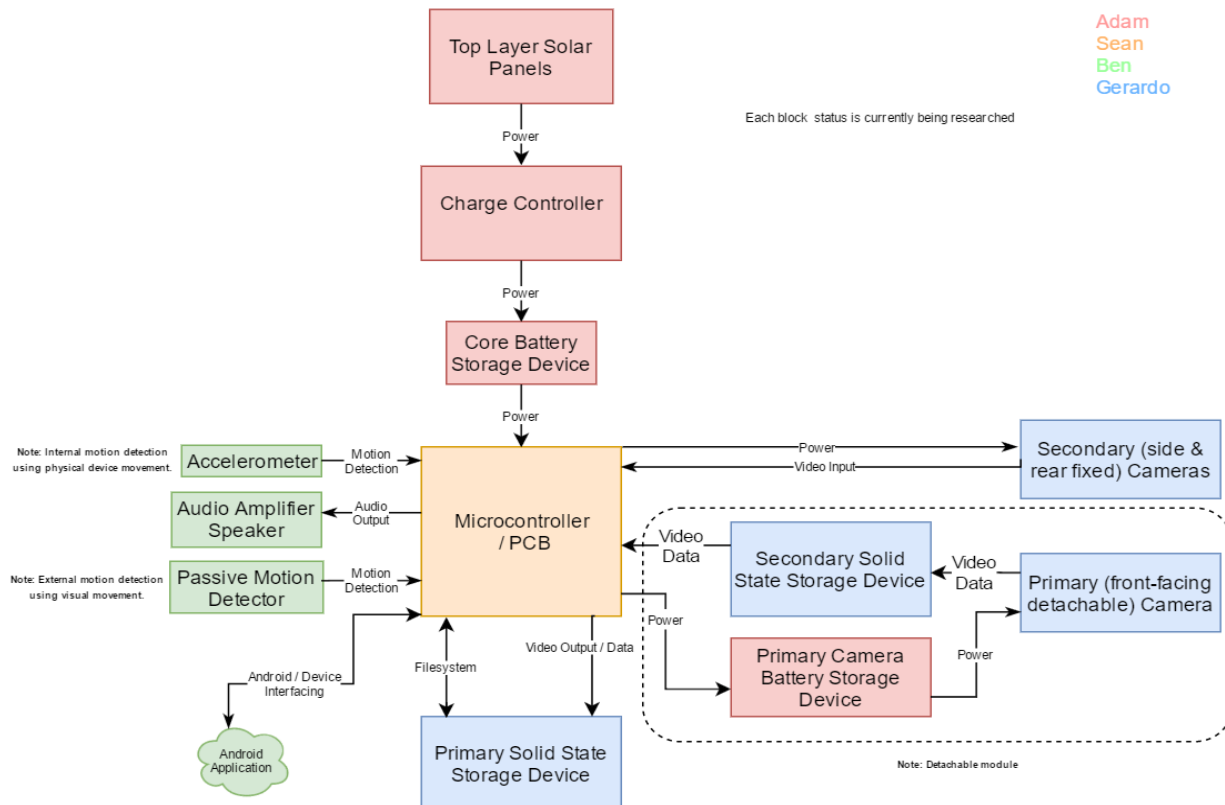 Adam
Sean
Ben
Gerardo
Top Layer Solar
Panels
Each block status is currently being researched
Power
Charge Controller
Power
Core Battery
Storage Device
Power
Note: Internal motion detection
using physical device movement.
Accelerometer
Motion
Detection
Power
Video Input
Secondary (side &
rear fixed) Cameras
Audio Amplifier
Speaker
Audio
Output
Microcontroller
/ PCB
Video
Data
Secondary Solid
State Storage Device
Video
Data
Primary (front-facing
detachable) Camera
Note: External motion detection
using visual movement.
Passive Motion
Detector
Motion
Detection
Power
Primary Camera
Battery Storage
Device
Power
Android / Device
Interfacing
Filesystem
Video Output / Data
Android
Application
Primary Solid State
Storage Device
Note: Detachable module